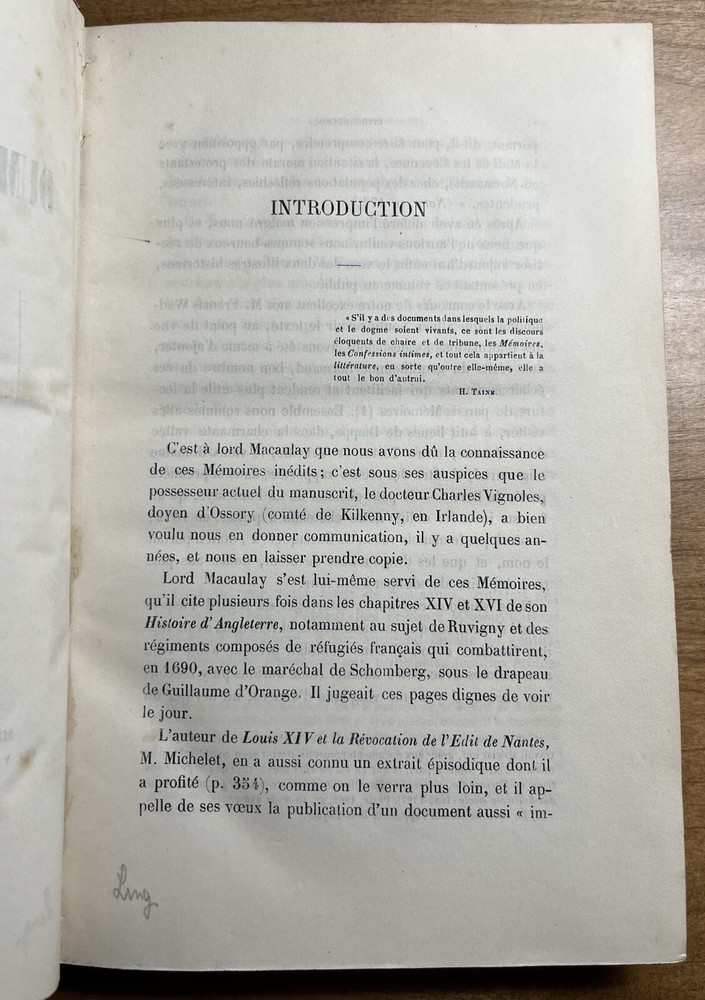 INTRODUCTION
« S'il y a des documents dans lesquels la politique
et le dogme soient vivants, ce sont les discours
éloquents de chaire et de tribune, les Mémoires,
les Confessions intimes, et tout cela appartient à la
littérature, en sorte qu'outre elle-même, elle a
tout le bon d'autrui.
H. TAINE.
C'est à lord Macaulay que nous avons dû la connaissance
de ces Mémoires inédits; c'est sous ses auspices que le
possesseur actuel du manuscrit, le docteur Charles Vignoles,
doyen d'Ossory (comté de Kilkenny, en Irlande), a bien
voulu nous en donner communication, il y a quelques an-
nées, et nous en laisser prendre copie.
Lord Macaulay s'est lui-même servi de ces Mémoires,
qu'il cite plusieurs fois dans les chapitres XIV et XVI de son
Histoire d'Angleterre, notamment au sujet de Ruvigny et des
régiments composés de réfugiés français qui combattirent,
en 1690, avec le maréchal de Schomberg, sous le drapeau
de Guillaume d'Orange. Il jugeait ces pages dignes de voir
le jour.
L'auteur de Louis XIV et la Révocation de l'Edit de Nantes,
M. Michelet, en a aussi connu un extrait épisodique dont il
a profité (p. 354), comme on le verra plus loin, et il ap-
pelle de ses vœux la publication d'un document aussi « im-